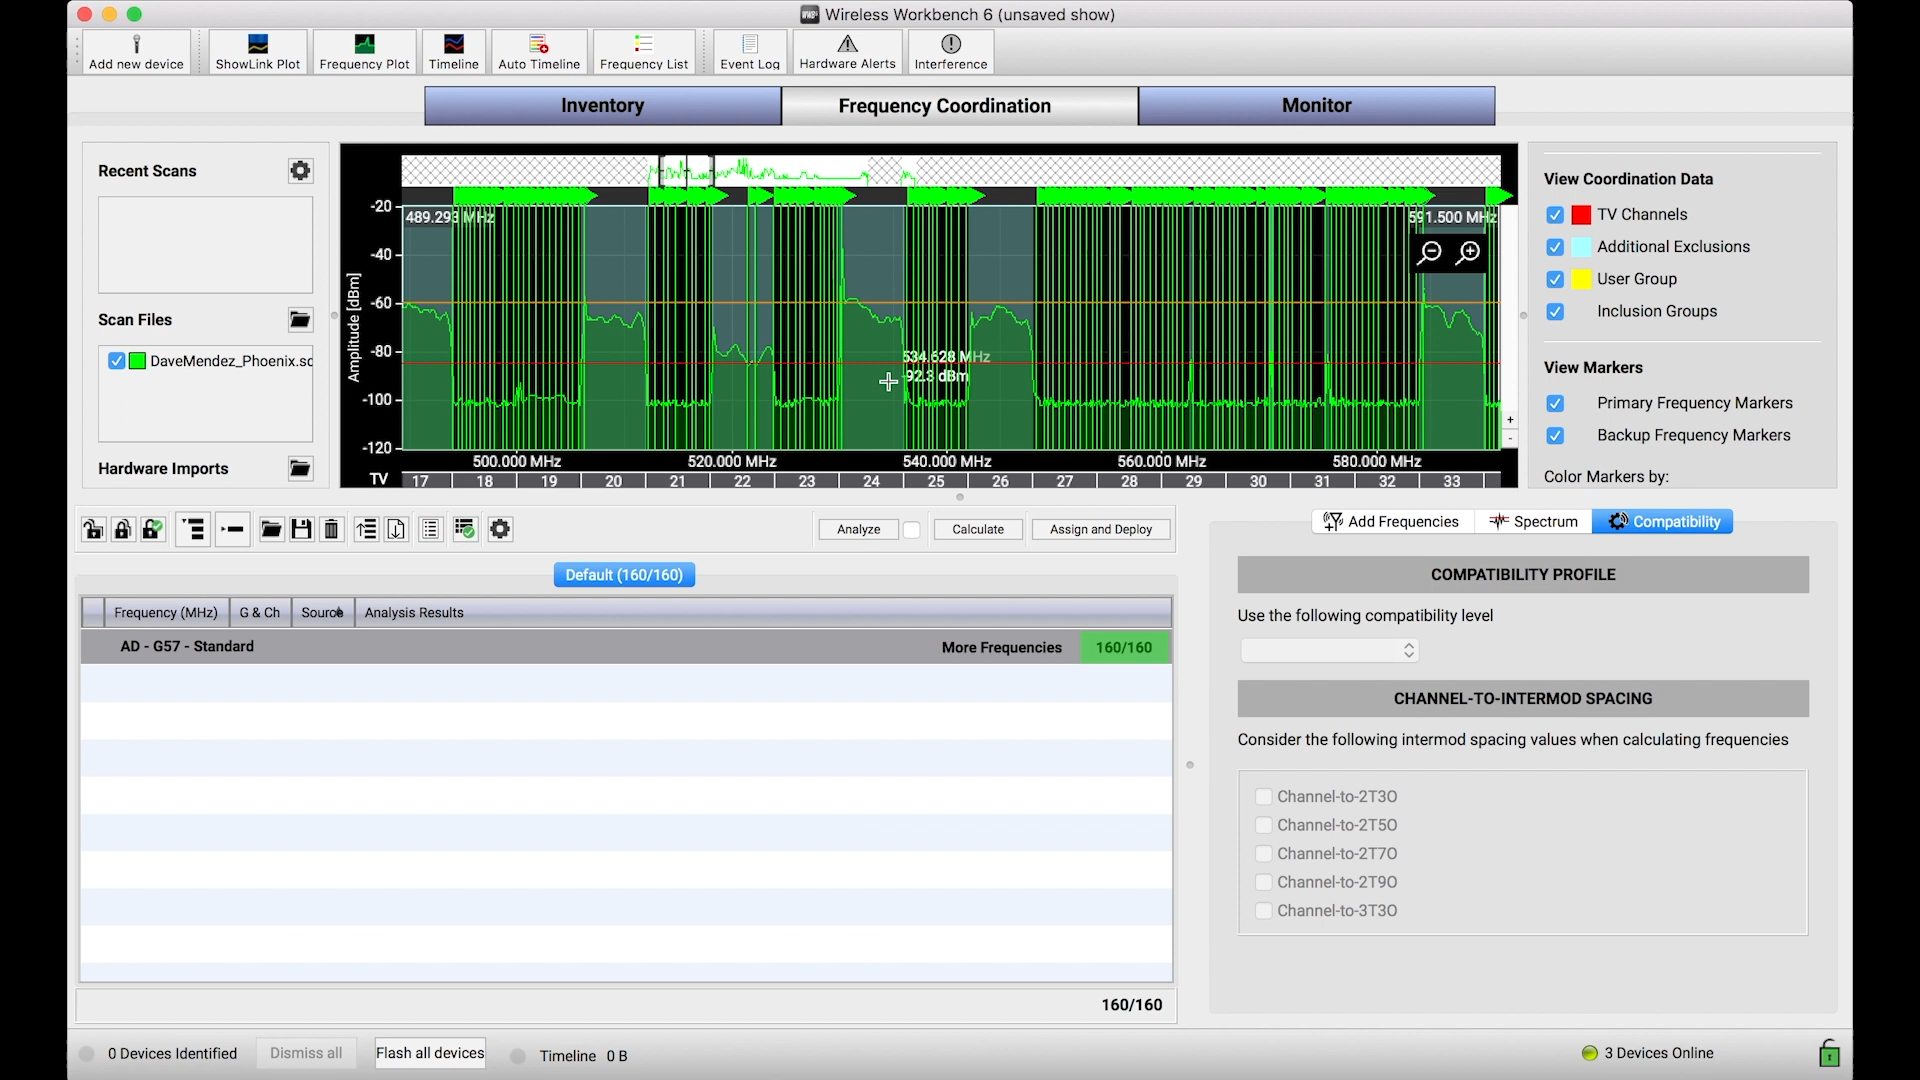 Wireless Workbench 6 (unsaved show)
Add new device
ShowLink Plot
Frequency Plot
Timeline
Auto Timeline
Frequency List
Event Log
Hardware Alerts
Interference
Inventory
Frequency Coordination
Monitor
Recent Scans
Scan Files
DaveMendez_Phoenix.sc
Hardware Imports
Amplitude [dBm]
-20
-40
-60
-80
-100
-120
489.293 MHz
591.500 MHz
534.628 MHz
-92.3 dBm
+
-
500.000 MHz
520.000 MHz
540.000 MHz
560.000 MHz
580.000 MHz
TV 17 18 19 20 21 22 23 24 25 26 27 28 29 30 31 32 33
View Coordination Data
TV Channels
Additional Exclusions
User Group
Inclusion Groups
View Markers
Primary Frequency Markers
Backup Frequency Markers
Color Markers by:
Analyze
Calculate
Assign and Deploy
Default (160/160)
Frequency (MHz)
G & Ch
Source
Analysis Results
AD - G57 - Standard
More Frequencies
160/160
160/160
Add Frequencies
Spectrum
Compatibility
COMPATIBILITY PROFILE
Use the following compatibility level
CHANNEL-TO-INTERMOD SPACING
Consider the following intermod spacing values when calculating frequencies
Channel-to-2T3O
Channel-to-2T5O
Channel-to-2T7O
Channel-to-2T9O
Channel-to-3T3O
0 Devices Identified
Dismiss all
Flash all devices
Timeline 0 B
3 Devices Online